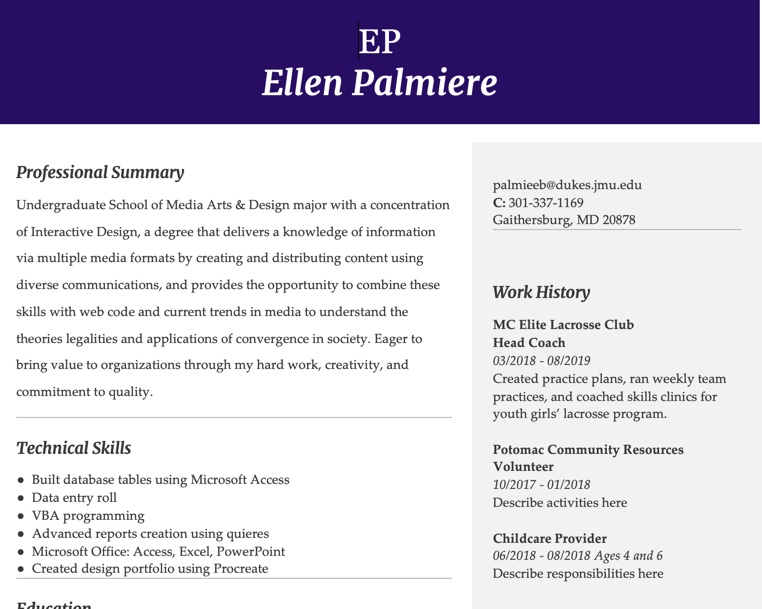 EP
Ellen Palmiere
Professional Summary
Undergraduate School of Media Arts & Design major with a concentration
of Interactive Design, a degree that delivers a knowledge of information
via multiple media formats by creating and distributing content using
diverse communications, and provides the opportunity to combine these
skills with web code and current trends in media to understand the
theories legalities and applications of convergence in society. Eager to
bring value to organizations through my hard work, creativity, and
commitment to quality.
Technical Skills
● Built database tables using Microsoft Access
● Data entry roll
● VBA programming
● Advanced reports creation using quieres
● Microsoft Office: Access, Excel, PowerPoint
● Created design portfolio using Procreate
Education
palmieeb@dukes.jmu.edu
C: 301-337-1169
Gaithersburg, MD 20878
Work History
MC Elite Lacrosse Club
Head Coach
03/2018 - 08/2019
Created practice plans, ran weekly team
practices, and coached skills clinics for
youth girls’ lacrosse program.
Potomac Community Resources
Volunteer
10/2017 - 01/2018
Describe activities here
Childcare Provider
06/2018 - 08/2018 Ages 4 and 6
Describe responsibilities here